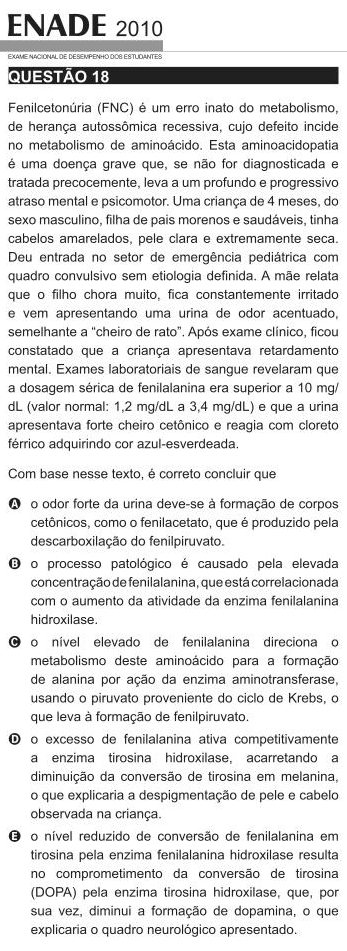 ENADE 2010
EXAME NACIONAL DE DESEMPENHO DOS ESTUDANTES
QUESTÃO 18
Fenilcetonúria (FNC) é um erro inato do metabolismo,
de herança autossômica recessiva, cujo defeito incide
no metabolismo de aminoácido. Esta aminoacidopatia
é uma doença grave que, se não for diagnosticada e
tratada precocemente, leva a um profundo e progressivo
atraso mental e psicomotor. Uma criança de 4 meses, do
sexo masculino, filha de pais morenos e saudáveis, tinha
cabelos amarelados, pele clara e extremamente seca.
Deu entrada no setor de emergência pediátrica com
quadro convulsivo sem etiologia definida. A mãe relata
que o filho chora muito, fica constantemente irritado
e vem apresentando uma urina de odor acentuado,
semelhante a “cheiro de rato”. Após exame clínico, ficou
constatado que a criança apresentava retardamento
mental. Exames laboratoriais de sangue revelaram que
a dosagem sérica de fenilalanina era superior a 10 mg/
dL (valor normal: 1,2 mg/dL a 3,4 mg/dL) e que a urina
apresentava forte cheiro cetônico e reagia com cloreto
férrico adquirindo cor azul-esverdeada.
Com base nesse texto, é correto concluir que
A o odor forte da urina deve-se à formação de corpos
cetônicos, como o fenilacetato, que é produzido pela
descarboxilação do fenilpiruvato.
B o processo patológico é causado pela elevada
concentração de fenilalanina, que está correlacionada
com o aumento da atividade da enzima fenilalanina
hidroxilase.
C o nível elevado de fenilalanina direciona o
metabolismo deste aminoácido para a formação
de alanina por ação da enzima aminotransferase,
usando o piruvato proveniente do ciclo de Krebs, o
que leva à formação de fenilpiruvato.
D o excesso de fenilalanina ativa competitivamente
a enzima tirosina hidroxilase, acarretando a
diminuição da conversão de tirosina em melanina,
o que explicaria a despigmentação de pele e cabelo
observada na criança.
E o nível reduzido de conversão de fenilalanina em
tirosina pela enzima fenilalanina hidroxilase resulta
no comprometimento da conversão de tirosina
(DOPA) pela enzima tirosina hidroxilase, que, por
sua vez, diminui a formação de dopamina, o que
explicaria o quadro neurológico apresentado.